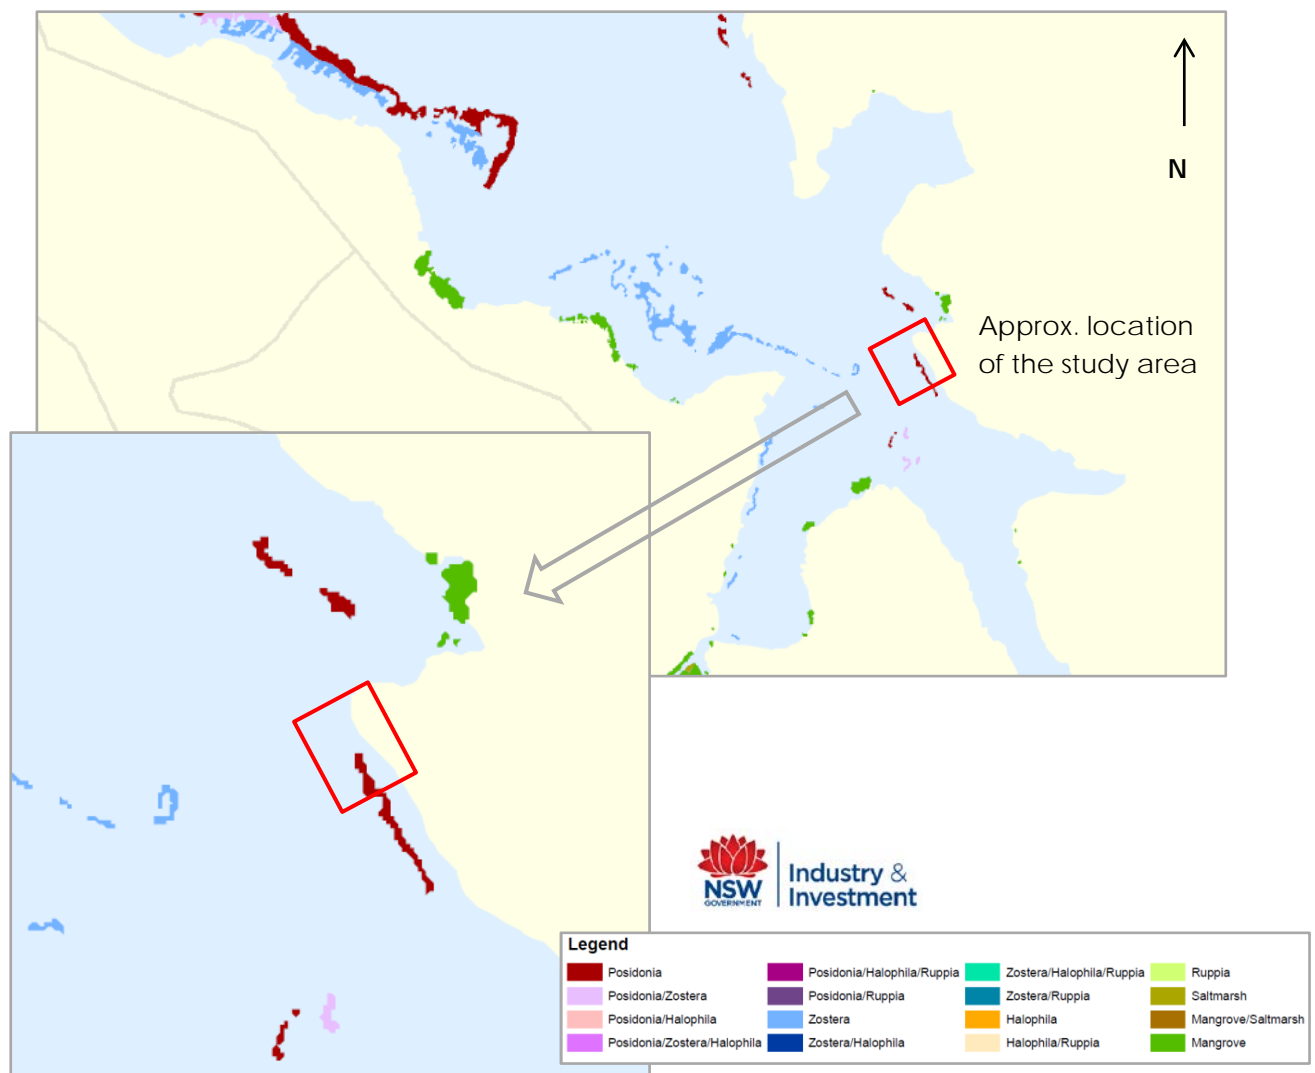 N
Approx. location
of the study area
NSW
GOVERNMENT
Industry &
Investment
Legend
Posidonia
Posidonia/Zostera
Posidonia/Halophila
Posidonia/Zostera/Halophila
Posidonia/Halophila/Ruppia
Posidonia/Ruppia
Zostera
Zostera/Halophila
Zostera/Halophila/Ruppia
Zostera/Ruppia
Halophila
Halophila/Ruppia
Ruppia
Saltmarsh
Mangrove/Saltmarsh
Mangrove